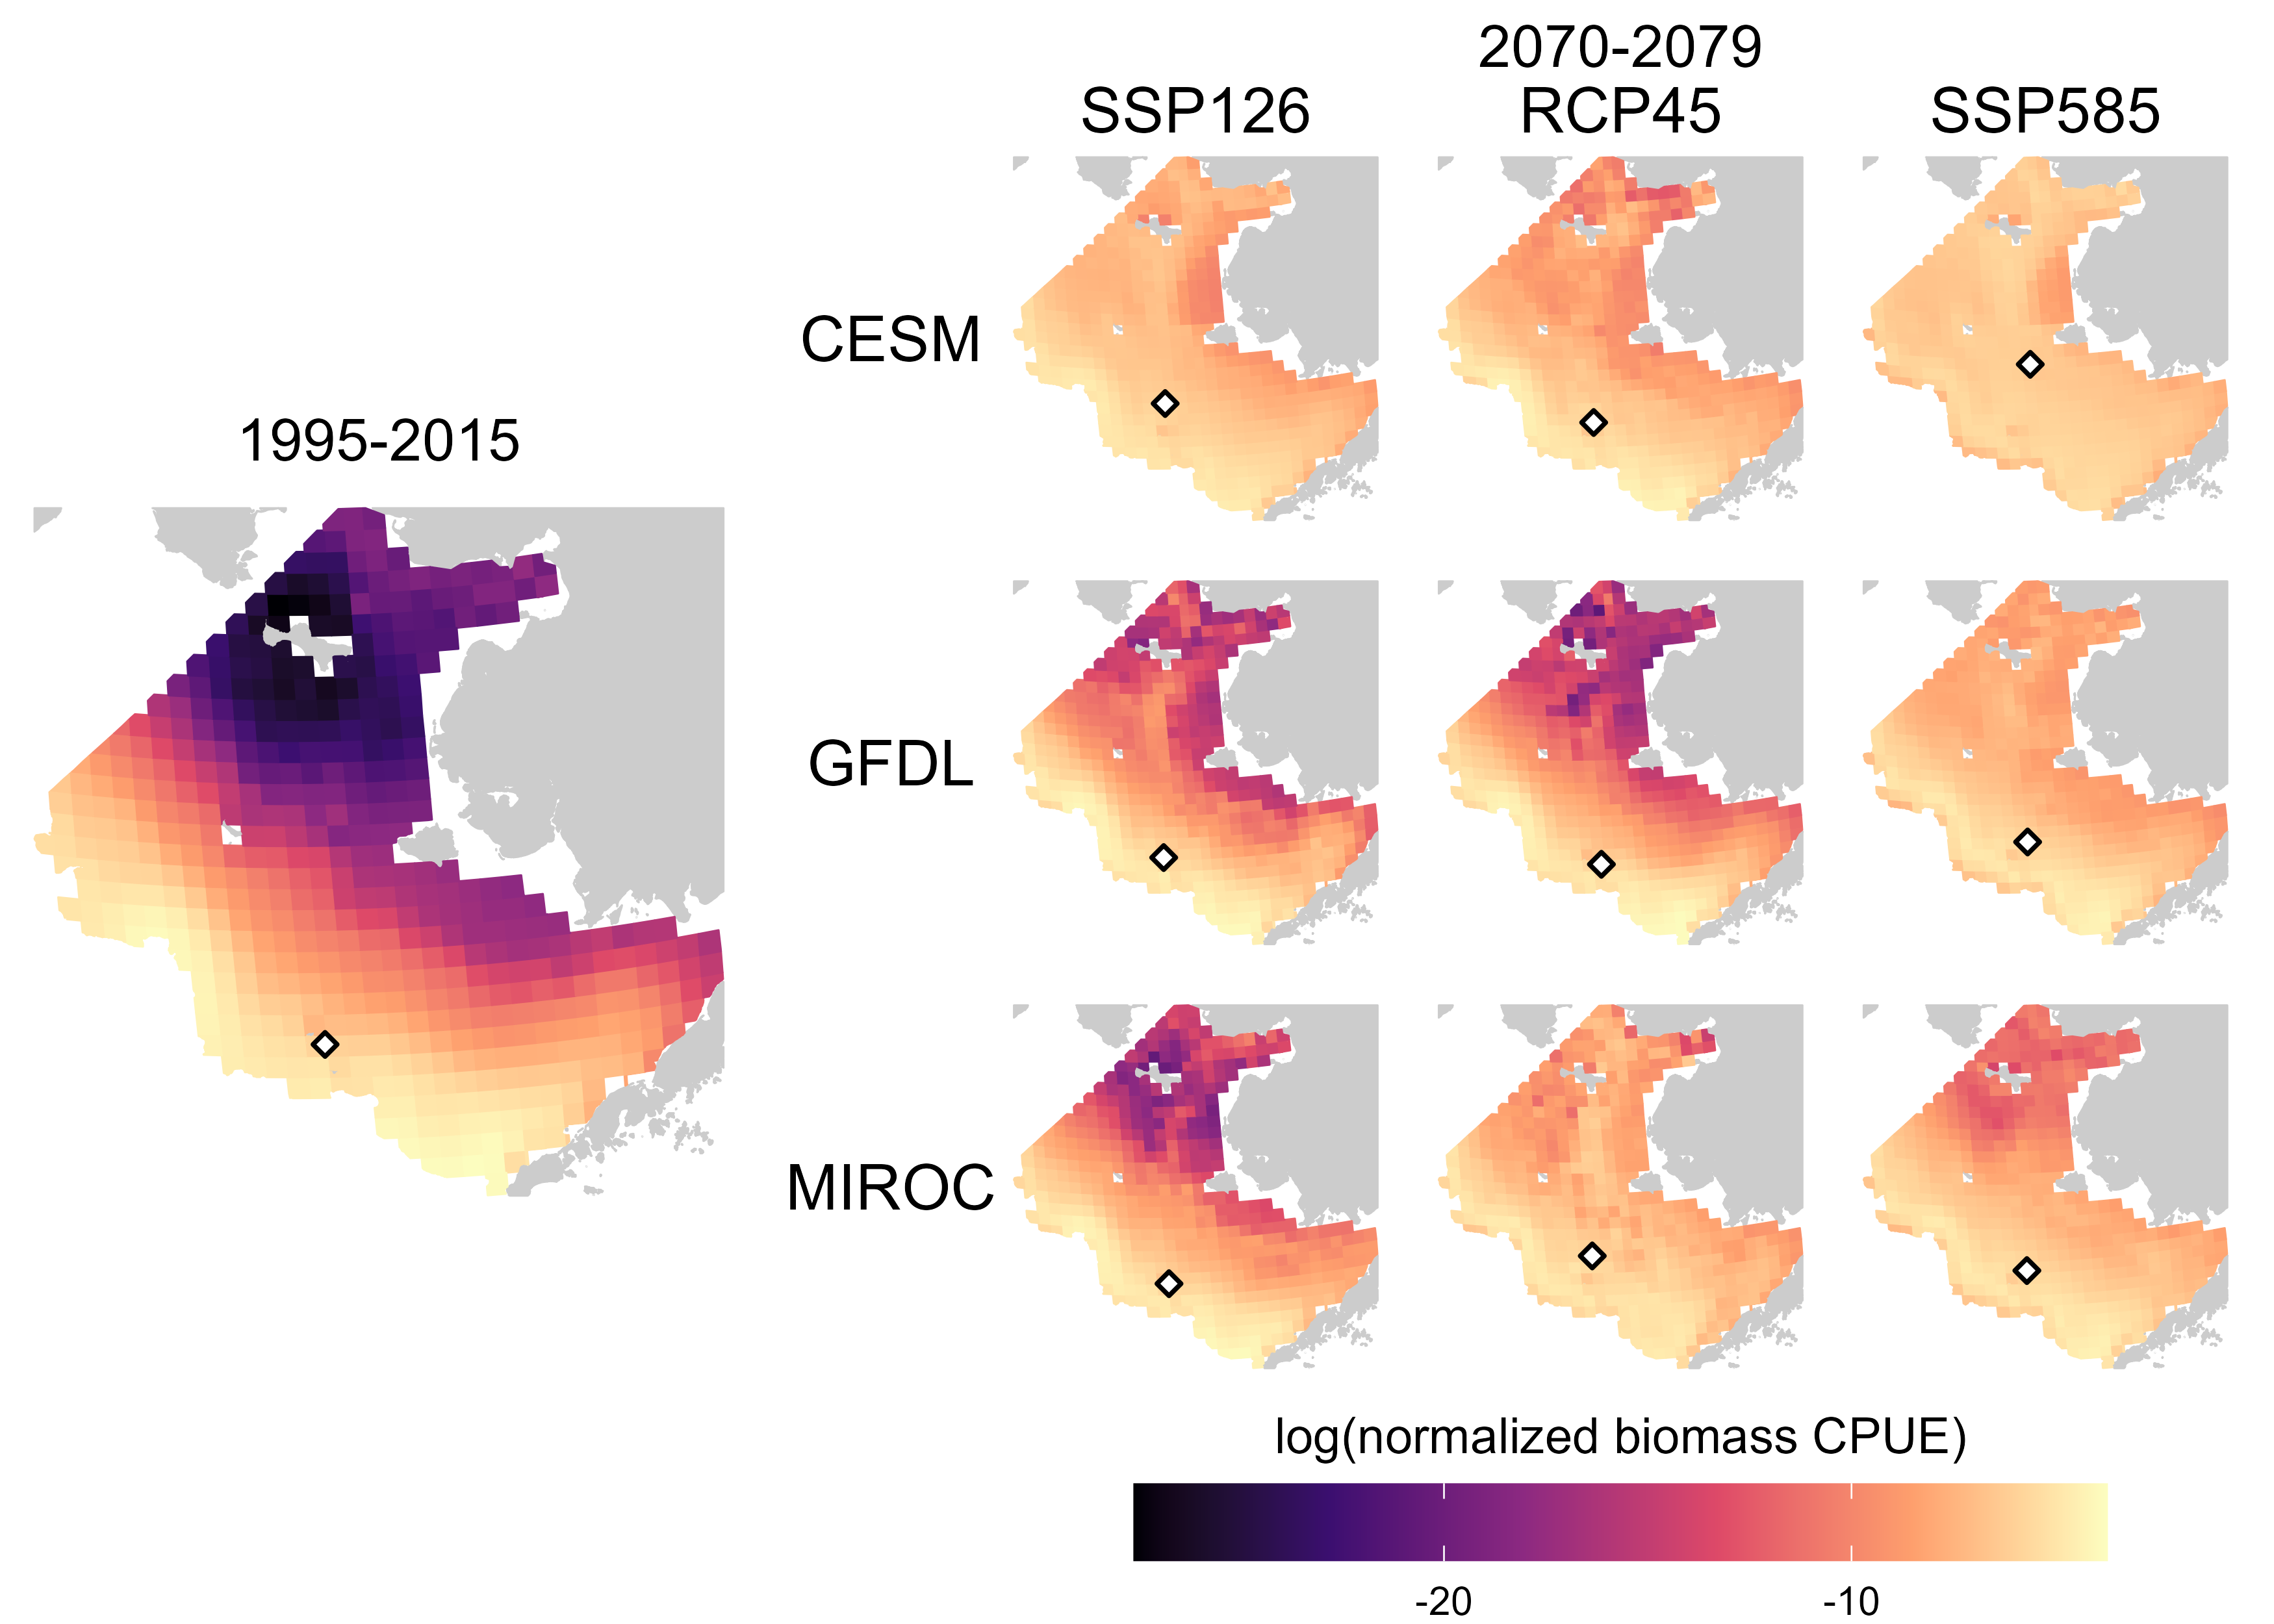 2070-2079
SSP126 RCP45 SSP585
CESM
1995-2015
GFDL
MIROC
log(normalized biomass CPUE)
-20 -10